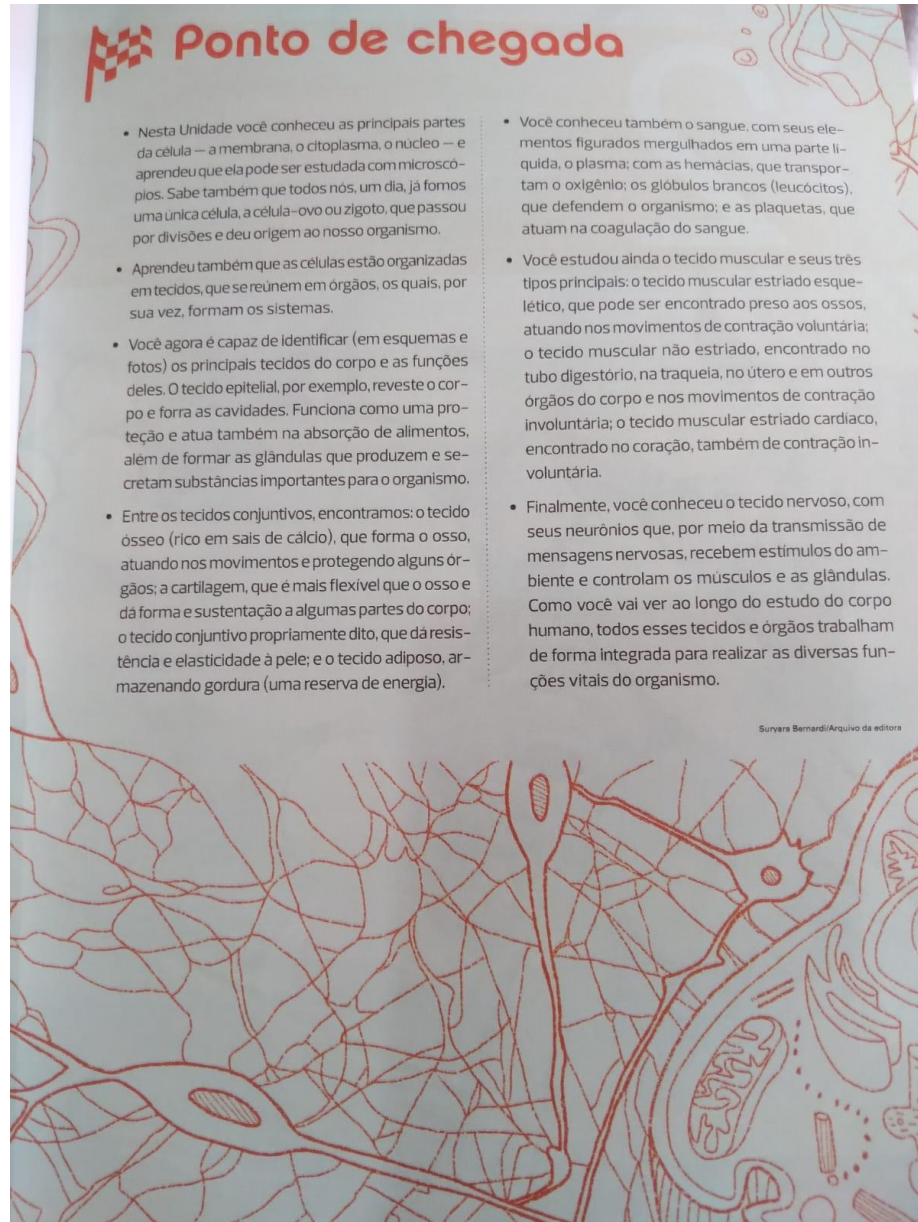 Ponto de chegada
• Nesta Unidade você conheceu as principais partes
da célula — a membrana, o citoplasma, o núcleo — e
aprendeu que ela pode ser estudada com microscó-
pios. Sabe também que todos nós, um dia, já fomos
uma única célula, a célula-ovo ou zigoto, que passou
por divisões e deu origem ao nosso organismo.
• Aprendeu também que as células estão organizadas
em tecidos, que se reúnem em órgãos, os quais, por
sua vez, formam os sistemas.
• Você agora é capaz de identificar (em esquemas e
fotos) os principais tecidos do corpo e as funções
deles. O tecido epitelial, por exemplo, reveste o cor-
po e forra as cavidades. Funciona como uma pro-
teção e atua também na absorção de alimentos,
além de formar as glândulas que produzem e se-
cretam substâncias importantes para o organismo.
• Entre os tecidos conjuntivos, encontramos: o tecido
ósseo (rico em sais de cálcio), que forma o osso,
atuando nos movimentos e protegendo alguns ór-
gãos; a cartilagem, que é mais flexível que o osso e
dá forma e sustentação a algumas partes do corpo;
o tecido conjuntivo propriamente dito, que dá resis-
tência e elasticidade à pele; e o tecido adiposo, ar-
mazenando gordura (uma reserva de energia).
• Você conheceu também o sangue, com seus ele-
mentos figurados mergulhados em uma parte lí-
quida, o plasma; com as hemácias, que transpor-
tam o oxigênio; os glóbulos brancos (leucócitos),
que defendem o organismo; e as plaquetas, que
atuam na coagulação do sangue.
• Você estudou ainda o tecido muscular e seus três
tipos principais: o tecido muscular estriado esque-
lético, que pode ser encontrado preso aos ossos,
atuando nos movimentos de contração voluntária;
o tecido muscular não estriado, encontrado no
tubo digestório, na traqueia, no útero e em outros
órgãos do corpo e nos movimentos de contração
involuntária; o tecido muscular estriado cardíaco,
encontrado no coração, também de contração in-
voluntária.
• Finalmente, você conheceu o tecido nervoso, com
seus neurônios que, por meio da transmissão de
mensagens nervosas, recebem estímulos do am-
biente e controlam os músculos e as glândulas.
Como você vai ver ao longo do estudo do corpo
humano, todos esses tecidos e órgãos trabalham
de forma integrada para realizar as diversas fun-
ções vitais do organismo.
Suryara Bernardi/Arquivo da editora